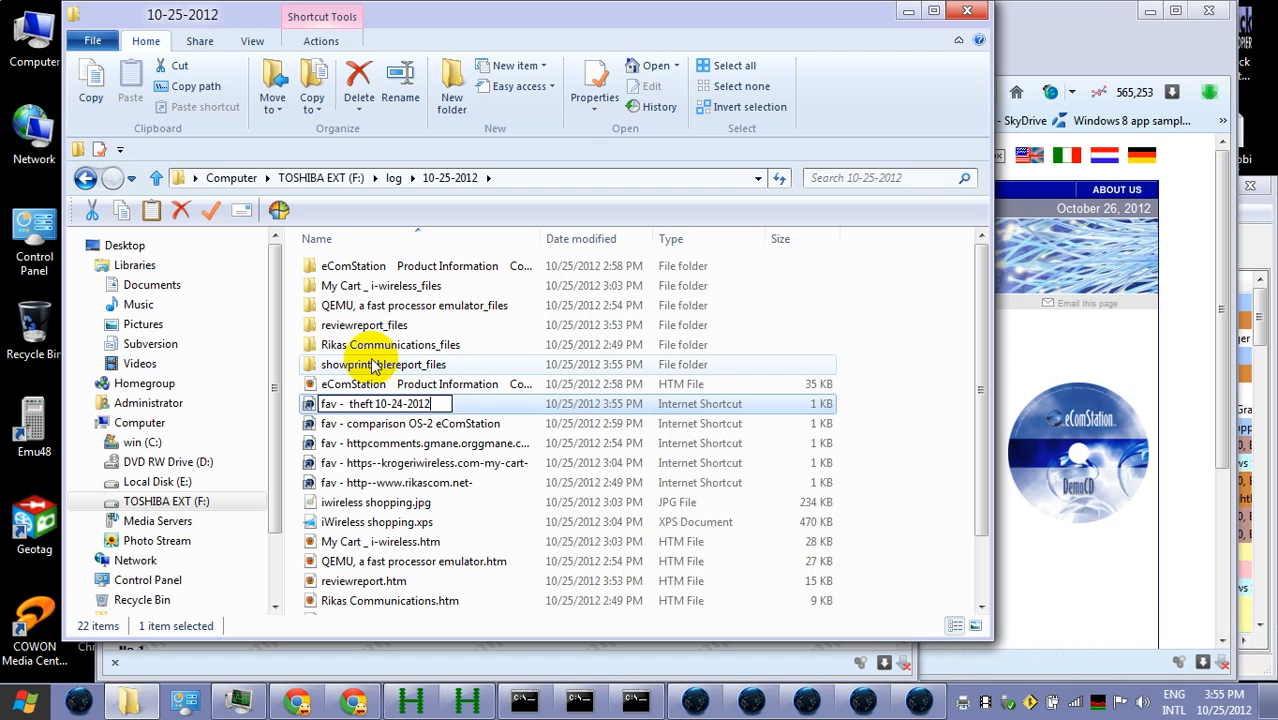 10-25-2012
Shortcut Tools
File
Home
Share
View
Actions
Copy
Paste
Cut
Copy path
Paste shortcut
Clipboard
Move to
Copy to
Delete
Rename
Organize
New folder
New item
Easy access
New
Properties
Open
Edit
History
Open
Select all
Select none
Invert selection
Select
Computer
TOSHIBA EXT (F:)
log
10-25-2012
Search 10-25-2012
Desktop
Libraries
Documents
Music
Pictures
Subversion
Videos
Homegroup
Administrator
Computer
win (C:)
DVD RW Drive (D:)
Local Disk (E:)
TOSHIBA EXT (F:)
Media Servers
Photo Stream
Network
Control Panel
Recycle Bin
Name Date modified Type Size
eComStation Product Information Co... 10/25/2012 2:58 PM File folder
My Cart _ i-wireless_files 10/25/2012 3:03 PM File folder
QEMU, a fast processor emulator_files 10/25/2012 2:54 PM File folder
reviewreport_files 10/25/2012 3:53 PM File folder
Rikas Communications_files 10/25/2012 2:49 PM File folder
showprintablereport_files 10/25/2012 3:55 PM File folder
eComStation Product Information Co... 10/25/2012 2:58 PM HTM File 35 KB
fav - theft 10-24-2012 10/25/2012 3:55 PM Internet Shortcut 1 KB
fav - comparison OS-2 eComStation 10/25/2012 2:59 PM Internet Shortcut 1 KB
fav - httpcomments.gmane.orggmane.c... 10/25/2012 2:55 PM Internet Shortcut 1 KB
fav - https--krogeriwireless.com-my-cart- 10/25/2012 3:04 PM Internet Shortcut 1 KB
fav - http--www.rikascom.net- 10/25/2012 2:49 PM Internet Shortcut 1 KB
iwireless shopping.jpg 10/25/2012 3:03 PM JPG File 234 KB
iWireless shopping.xps 10/25/2012 3:04 PM XPS Document 470 KB
My Cart _ i-wireless.htm 10/25/2012 3:03 PM HTM File 28 KB
QEMU, a fast processor emulator.htm 10/25/2012 2:54 PM HTM File 27 KB
reviewreport.htm 10/25/2012 3:53 PM HTM File 15 KB
Rikas Communications.htm 10/25/2012 2:49 PM HTM File 9 KB
22 items 1 item selected
Computer
Network
Control Panel
Recycle Bin
Emu48
Geotag
COWON Media Cent...
565,253
SkyDrive
Windows 8 app sampl...
ABOUT US
October 26, 2012
Email this page
eComStation
DemoCD
ENG
INTL
3:55 PM
10/25/2012